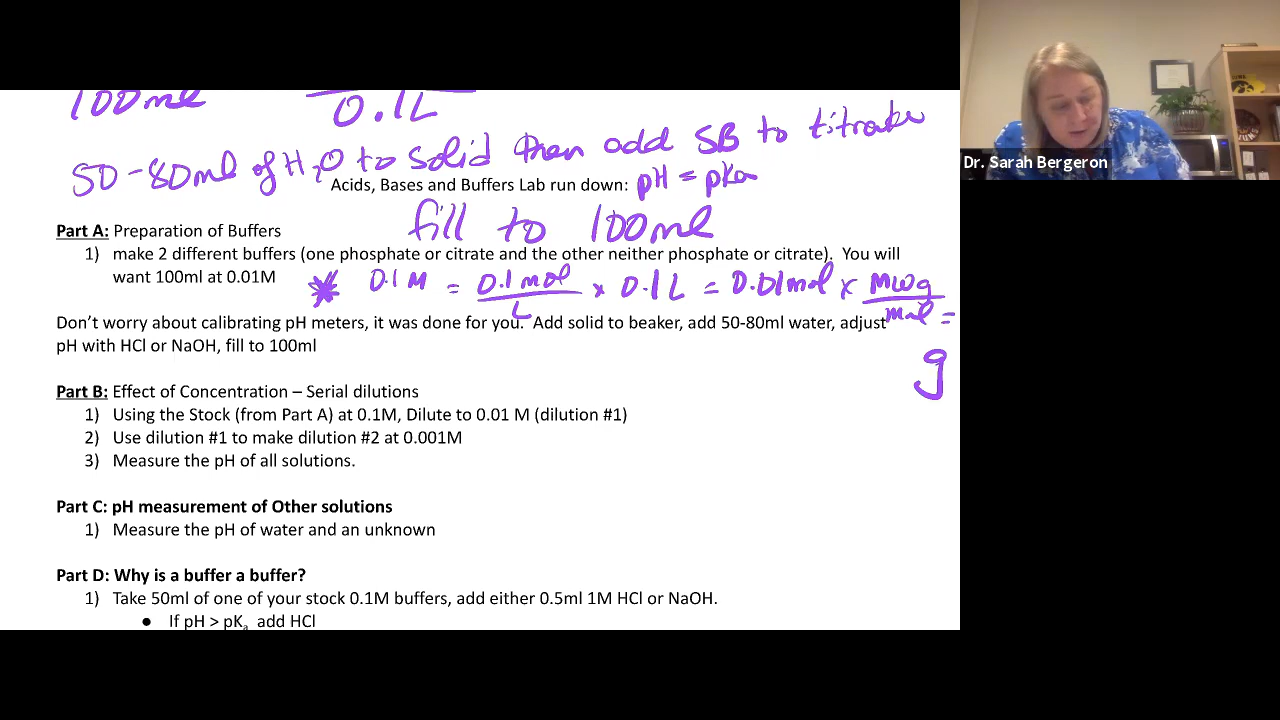 100ml
0.1L
50-80ml of H2O to solid then add SB to titrate
Acids, Bases and Buffers Lab run down: pH = pKa
fill to 100ml
Part A: Preparation of Buffers
1) make 2 different buffers (one phosphate or citrate and the other neither phosphate or citrate). You will
want 100ml at 0.01M
* 0.1M = 0.1mol/L × 0.1L = 0.01mol × MWg/mol =
g
Don't worry about calibrating pH meters, it was done for you. Add solid to beaker, add 50-80ml water, adjust
pH with HCl or NaOH, fill to 100ml
Part B: Effect of Concentration – Serial dilutions
1) Using the Stock (from Part A) at 0.1M, Dilute to 0.01 M (dilution #1)
2) Use dilution #1 to make dilution #2 at 0.001M
3) Measure the pH of all solutions.
Part C: pH measurement of Other solutions
1) Measure the pH of water and an unknown
Part D: Why is a buffer a buffer?
1) Take 50ml of one of your stock 0.1M buffers, add either 0.5ml 1M HCl or NaOH.
● If pH > pKa add HCl
Dr. Sarah Bergeron
IOWA